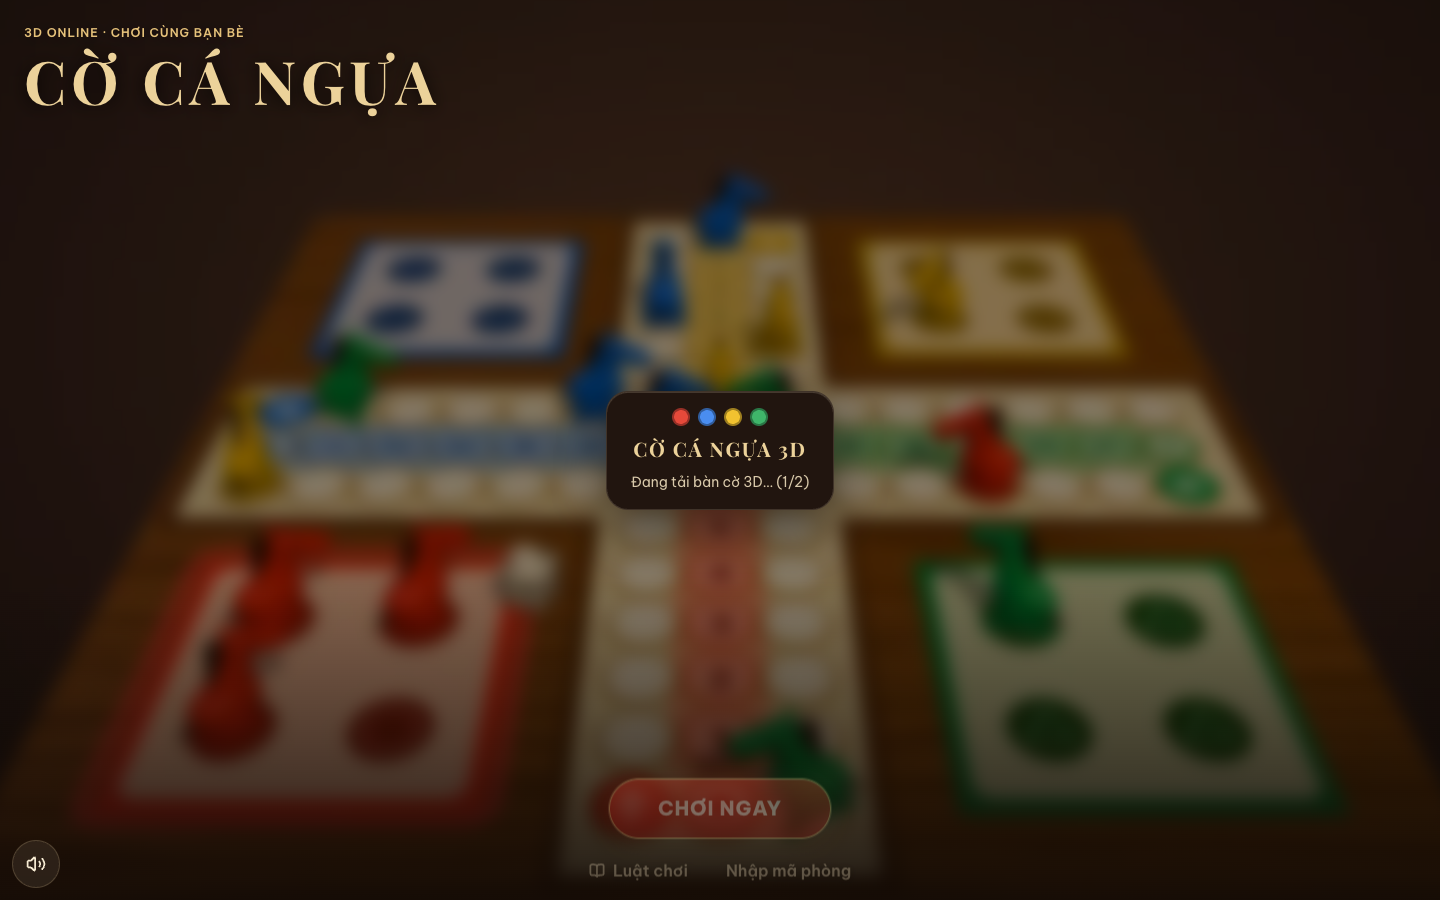 3D ONLINE · CHƠI CÙNG BẠN BÈ
CỜ CÁ NGỰA
CỜ CÁ NGỰA 3D
Đang tải bàn cờ 3D... (1/2)
CHƠI NGAY
Luật chơi
Nhập mã phòng